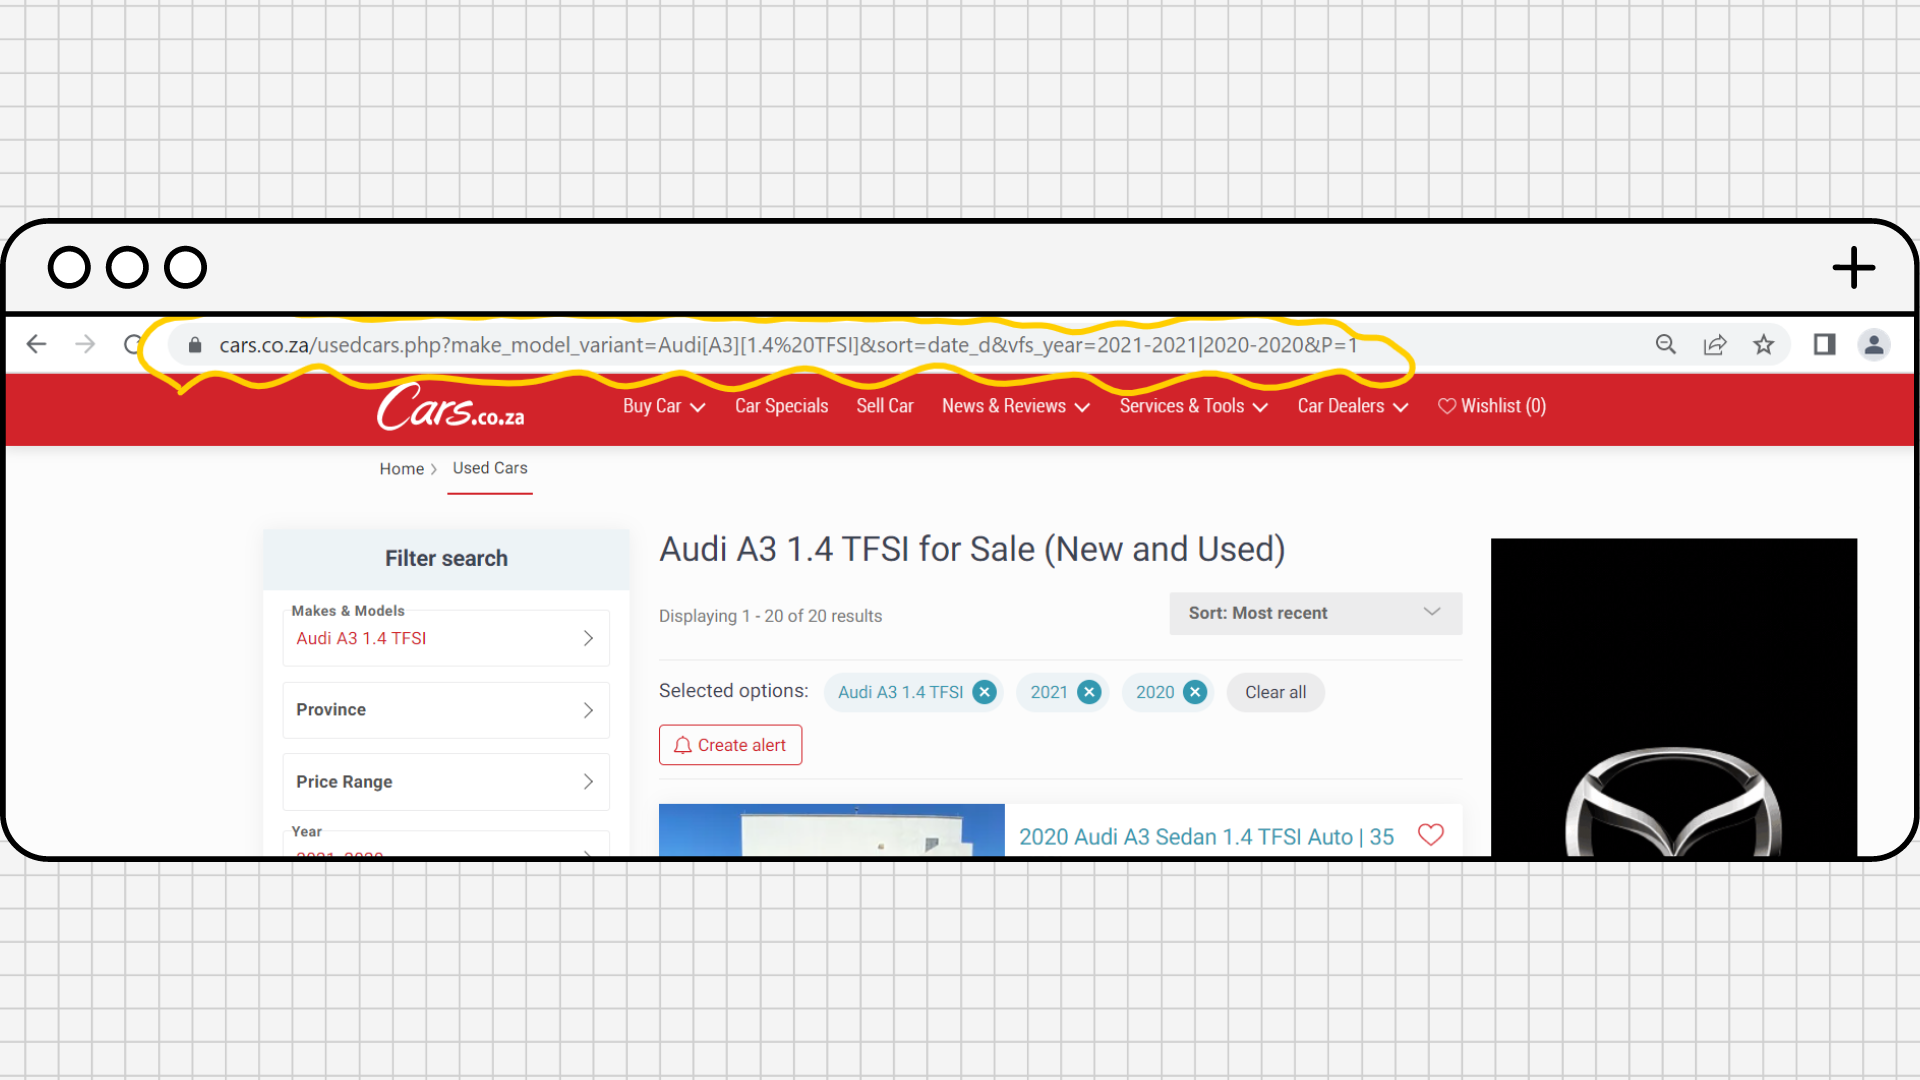 cars.co.za/usedcars.php?make_model_variant=Audi[A3][1.4%20TFSI]&sort=date_d&vfs_year=2021-2021|2020-2020&P=1
Cars.co.za
Buy Car
Car Specials
Sell Car
News & Reviews
Services & Tools
Car Dealers
Wishlist (0)
Home
Used Cars
Filter search
Makes & Models
Audi A3 1.4 TFSI
Province
Price Range
Year
Audi A3 1.4 TFSI for Sale (New and Used)
Displaying 1 - 20 of 20 results
Sort: Most recent
Selected options:
Audi A3 1.4 TFSI
2021
2020
Clear all
Create alert
2020 Audi A3 Sedan 1.4 TFSI Auto | 35